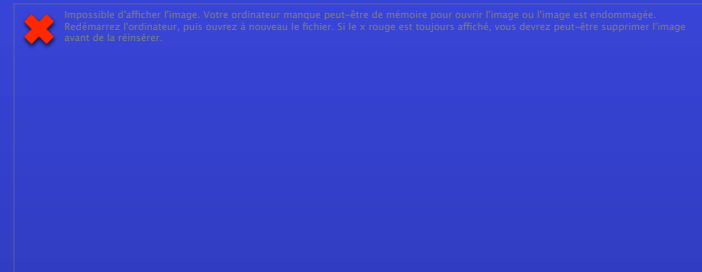 Impossible d'afficher l'image. Votre ordinateur manque peut-être de mémoire pour ouvrir l'image ou l'image est endommagée.
Redémarrez l'ordinateur, puis ouvrez à nouveau le fichier. Si le x rouge est toujours affiché, vous devrez peut-être supprimer l'image
avant de la réinsérer.